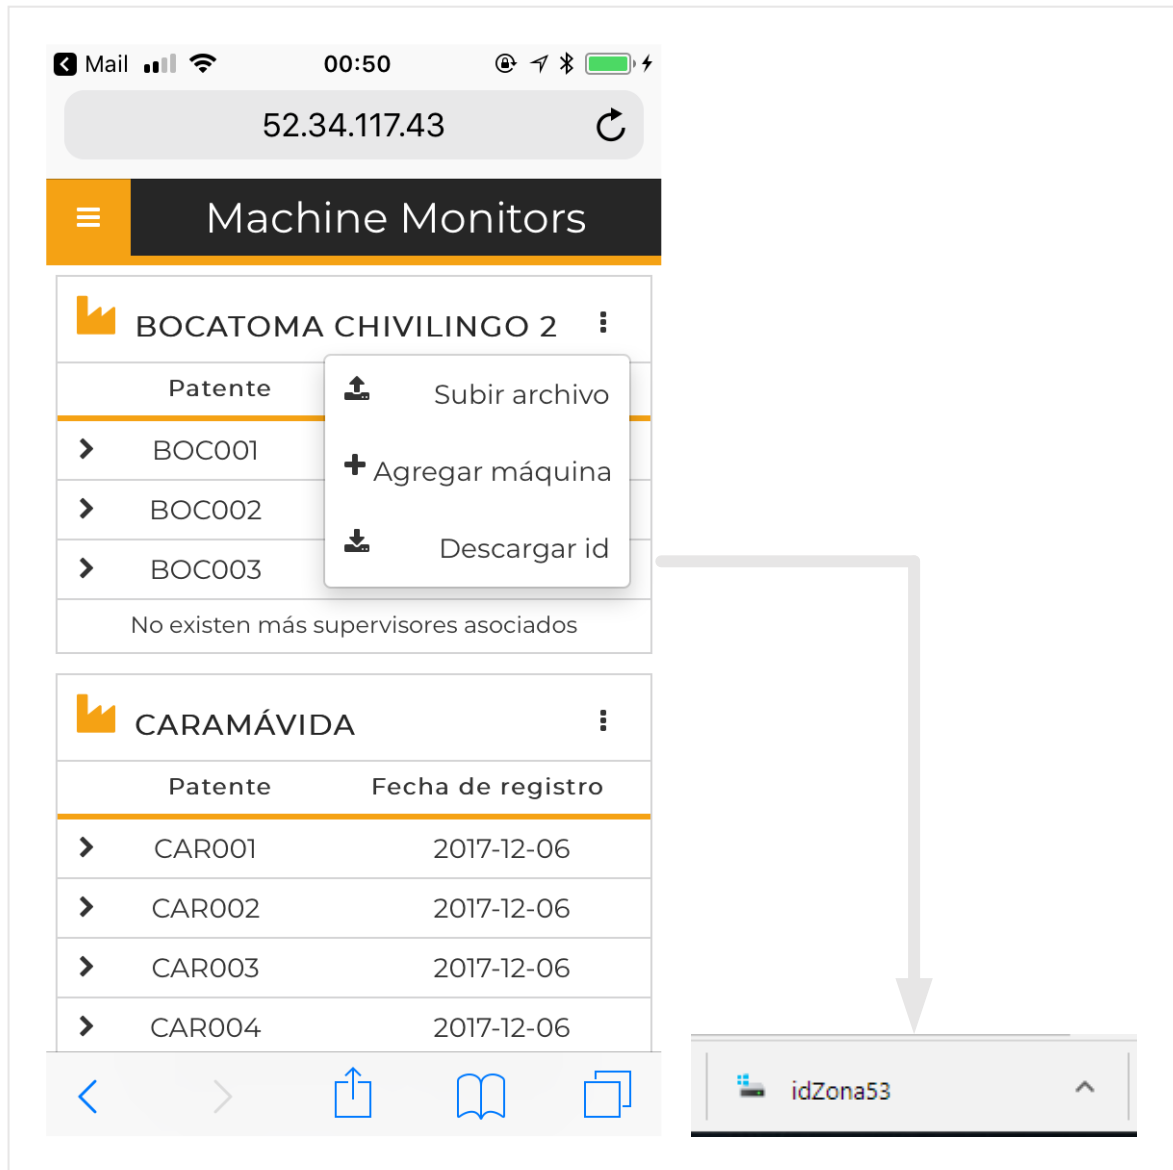 Mail 00:50
52.34.117.43
Machine Monitors
BOCATOMA CHIVILINGO 2
Patente
Subir archivo
BOC001
Agregar máquina
BOC002
Descargar id
BOC003
No existen más supervisores asociados
CARAMÁVIDA
Patente Fecha de registro
CAR001 2017-12-06
CAR002 2017-12-06
CAR003 2017-12-06
CAR004 2017-12-06
idZona53